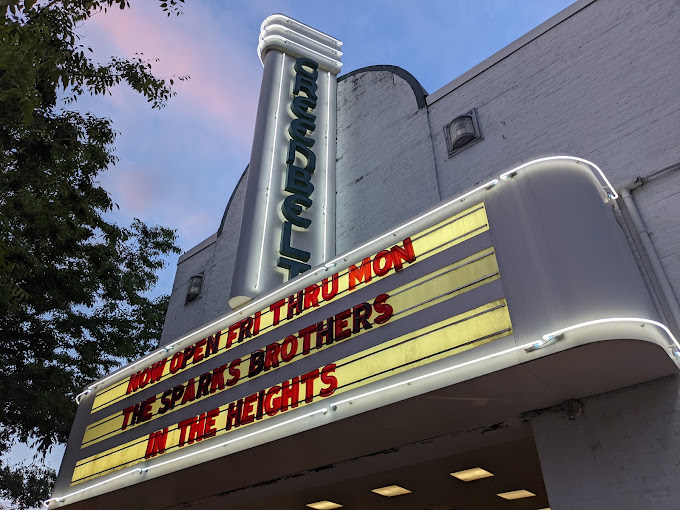 GREENBELT
NOW OPEN FRI THRU MON
THE SPARKS BROTHERS
IN THE HEIGHTS